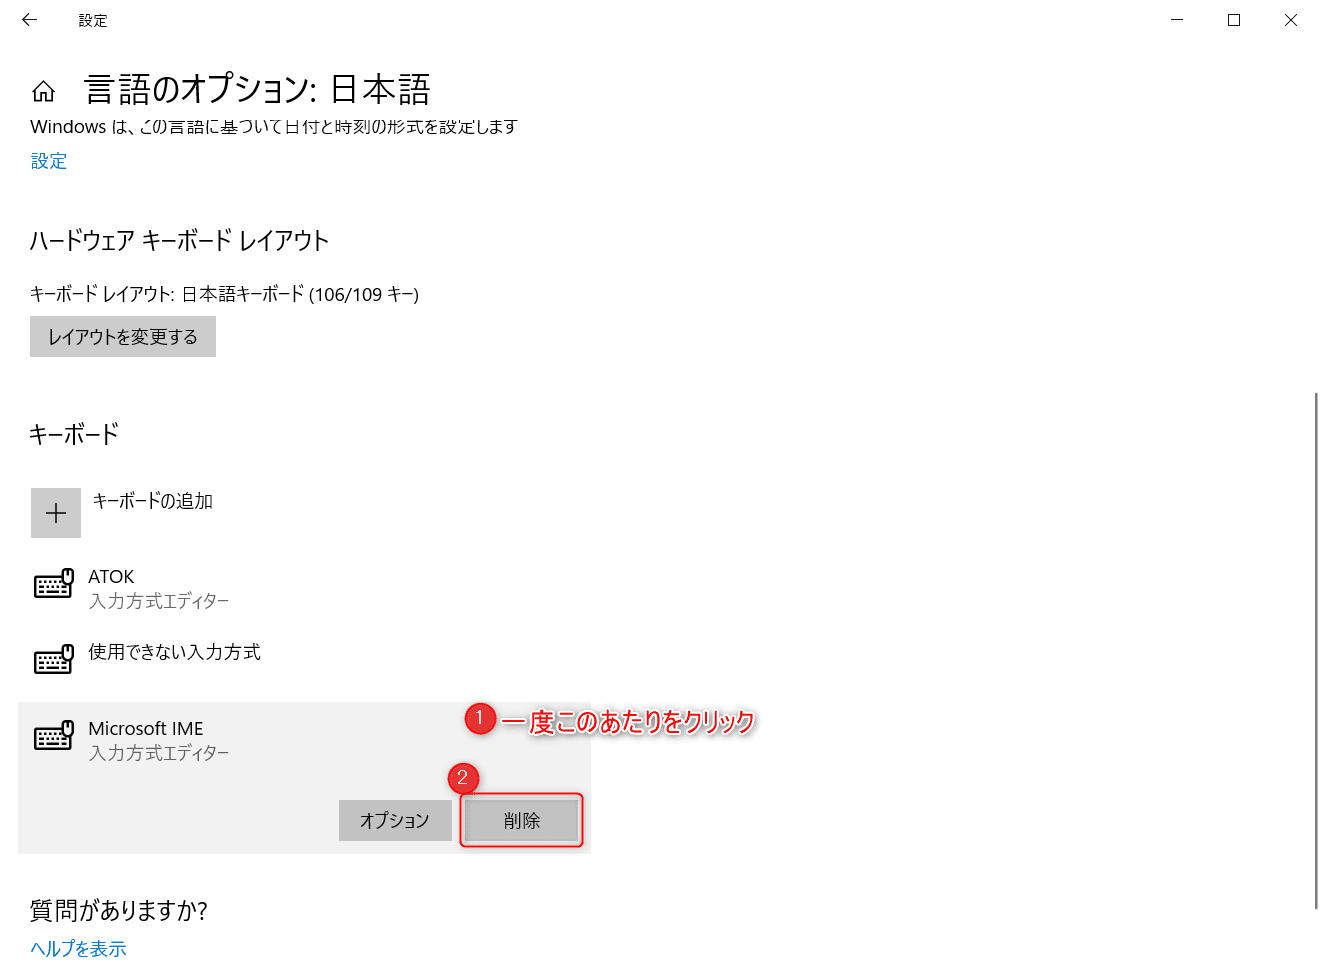 設定
言語のオプション: 日本語
Windows は、この言語に基づいて日付と時刻の形式を設定します
設定
ハードウェア キーボード レイアウト
キーボード レイアウト: 日本語キーボード (106/109 キー)
レイアウトを変更する
キーボード
キーボードの追加
ATOK
入力方式エディター
使用できない入力方式
Microsoft IME
入力方式エディター
1 一度このあたりをクリック
2
オプション 削除
質問がありますか?
ヘルプを表示